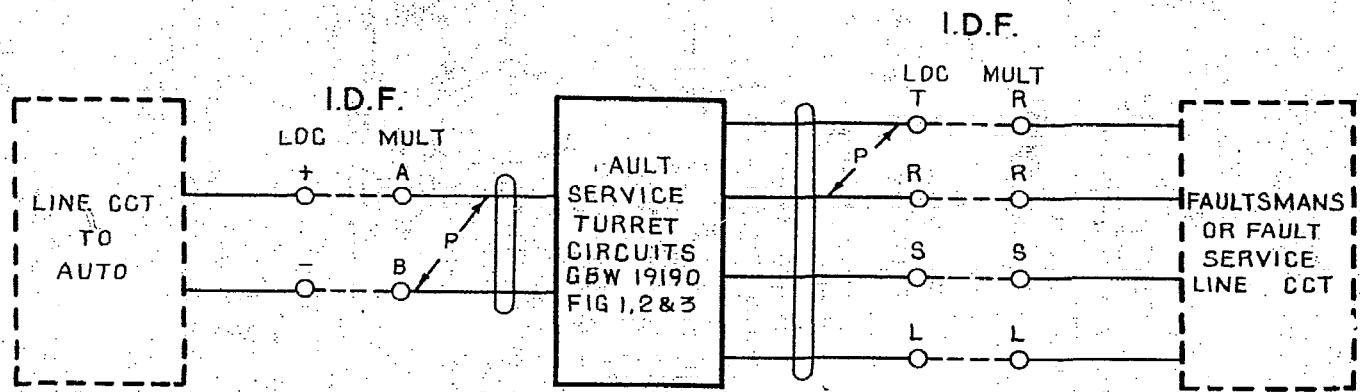 I.D.F.
LOC MULT
T R
I.D.F.
LOC MULT
+ A
P
R R
LINE CCT
TO
AUTO
P
AULT
SERVICE
TURRET
CIRCUITS
GBW 19190
FIG 1,2&3
FAULTSMANS
OR FAULT
SERVICE
LINE CCT
- B
S S
L L